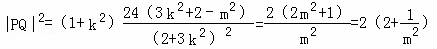 |PQ|²=(1+k²) 24(3k²+2-m²)/(2+3k²)² = 2(2m²+1)/m² =2(2+1/m²)